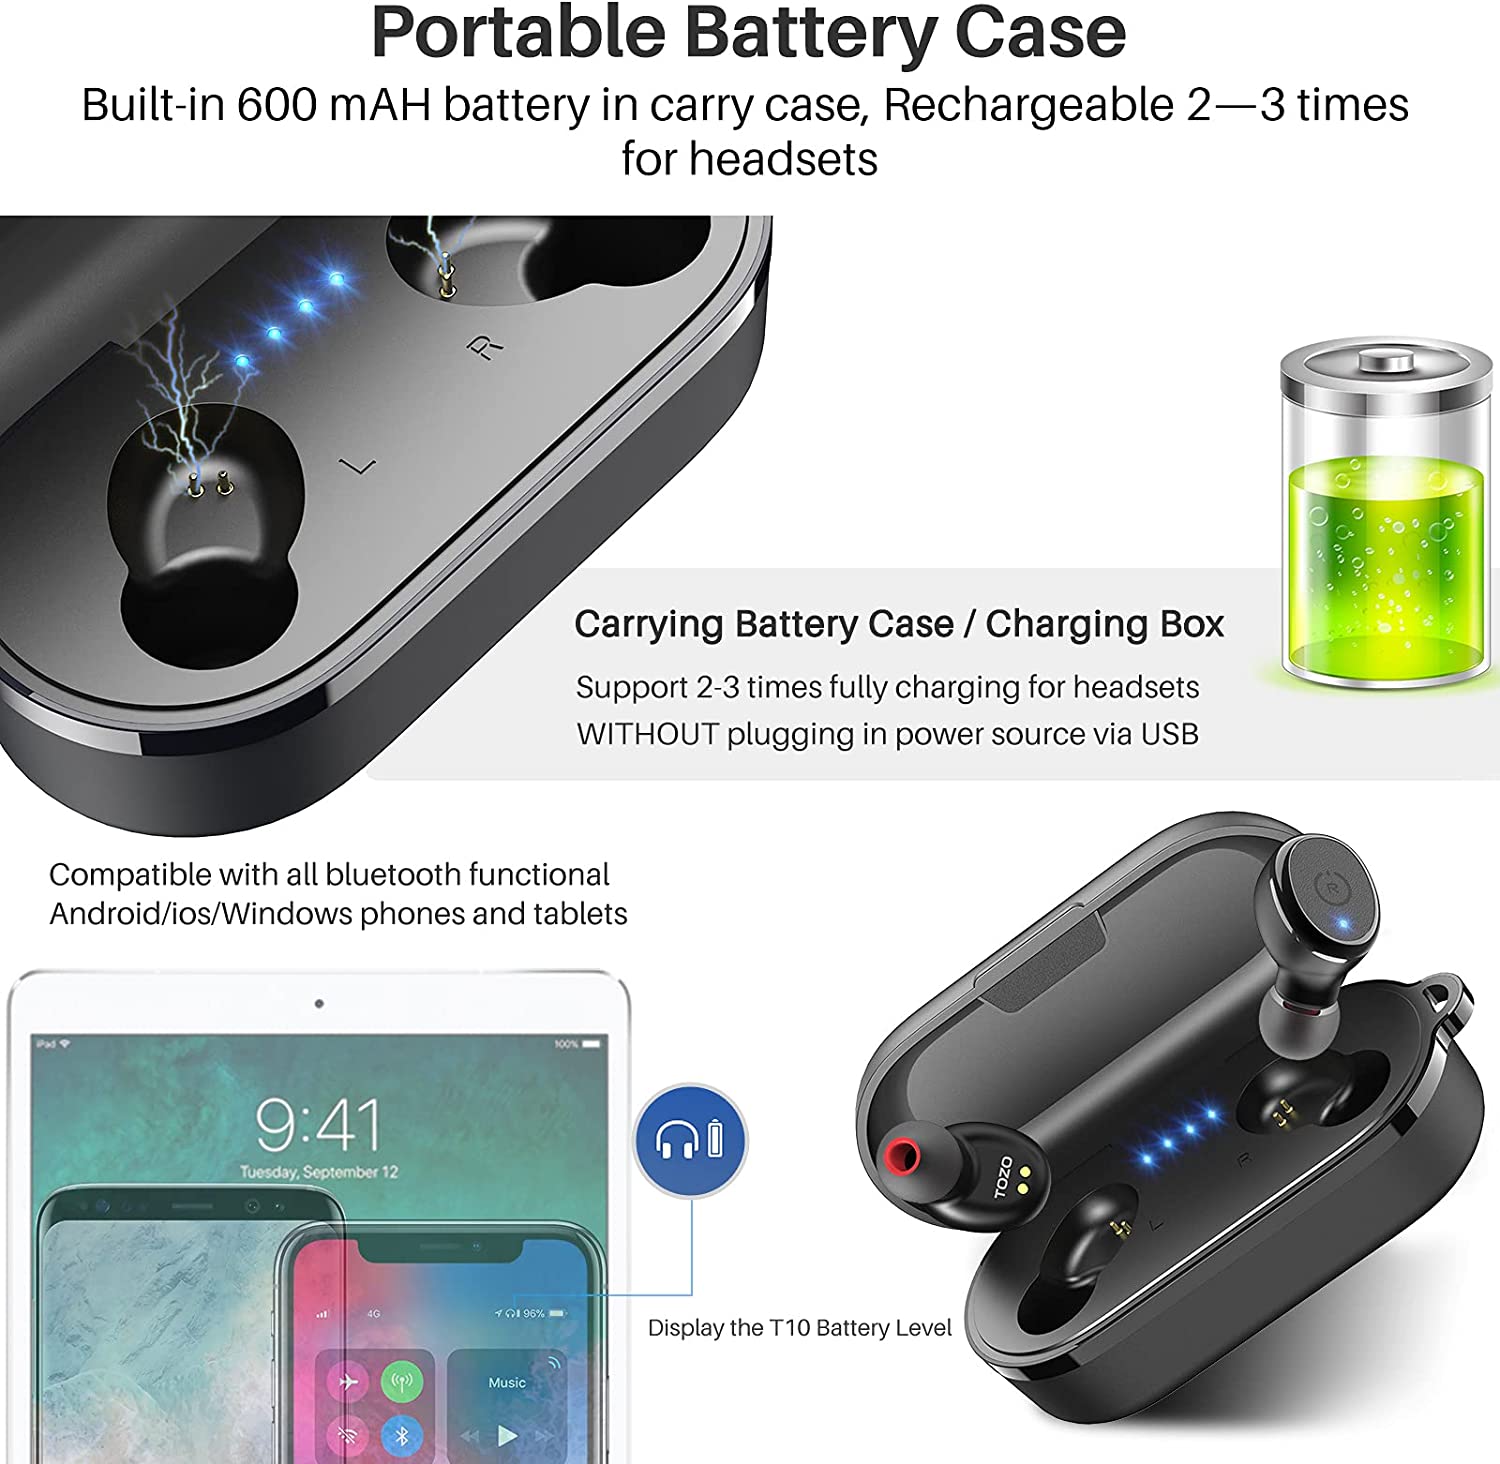 Portable Battery Case
Built-in 600 mAH battery in carry case, Rechargeable 2—3 times
for headsets
R
L
Carrying Battery Case / Charging Box
Support 2-3 times fully charging for headsets
WITHOUT plugging in power source via USB
Compatible with all bluetooth functional
Android/ios/Windows phones and tablets
iPad 100%
9:41
Tuesday, September 12
4G 96%
Music
Display the T10 Battery Level
R
TOZO
R
L